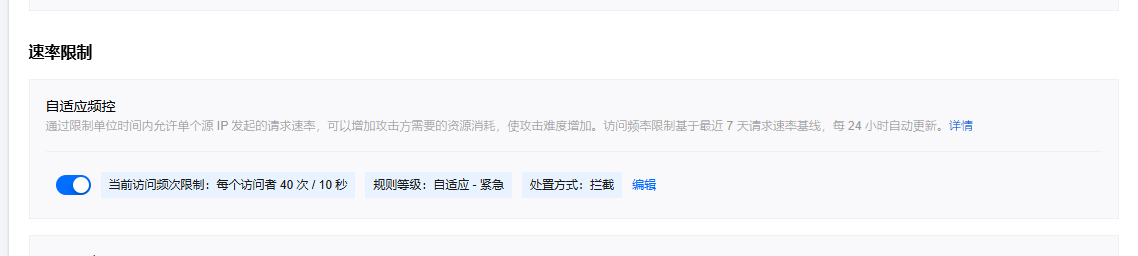 速率限制
自适应频控
通过限制单位时间内允许单个源 IP 发起的请求速率，可以增加攻击方需要的资源消耗，使攻击难度增加。访问频率限制基于最近 7 天请求速率基线，每 24 小时自动更新。详情
当前访问频次限制：每个访问者 40 次 / 10 秒 规则等级：自适应 - 紧急 处置方式：拦截 编辑